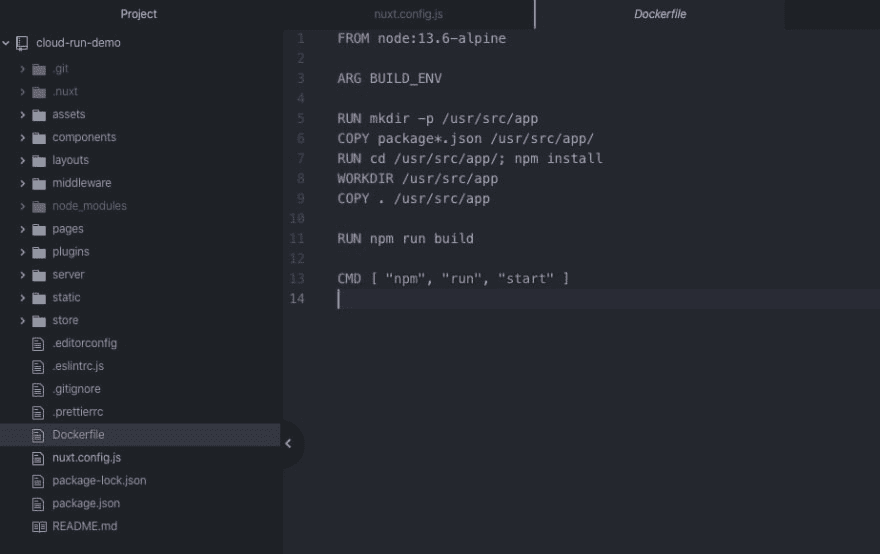 Project
nuxt.config.js
Dockerfile
cloud-run-demo
.git
.nuxt
assets
components
layouts
middleware
node_modules
pages
plugins
server
static
store
.editorconfig
.eslintrc.js
.gitignore
.prettierrc
Dockerfile
nuxt.config.js
package-lock.json
package.json
README.md
1 FROM node:13.6-alpine
2
3 ARG BUILD_ENV
4
5 RUN mkdir -p /usr/src/app
6 COPY package*.json /usr/src/app/
7 RUN cd /usr/src/app/; npm install
8 WORKDIR /usr/src/app
9 COPY . /usr/src/app
10
11 RUN npm run build
12
13 CMD [ "npm", "run", "start" ]
14